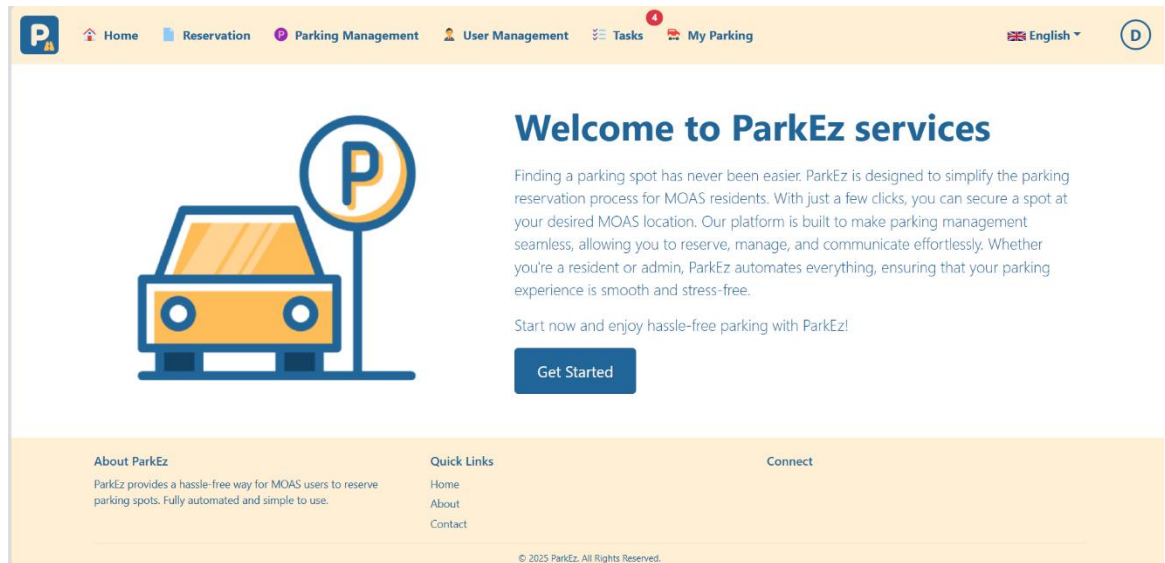 P
Home
Reservation
P
Parking Management
User Management
Tasks
4
My Parking
English
D
P
Welcome to ParkEz services
Finding a parking spot has never been easier. ParkEz is designed to simplify the parking
reservation process for MOAS residents. With just a few clicks, you can secure a spot at
your desired MOAS location. Our platform is built to make parking management
seamless, allowing you to reserve, manage, and communicate effortlessly. Whether
you're a resident or admin, ParkEz automates everything, ensuring that your parking
experience is smooth and stress-free.
Start now and enjoy hassle-free parking with ParkEz!
Get Started
About ParkEz
ParkEz provides a hassle-free way for MOAS users to reserve
parking spots. Fully automated and simple to use.
Quick Links
Home
About
Contact
Connect
© 2025 ParkEz. All Rights Reserved.